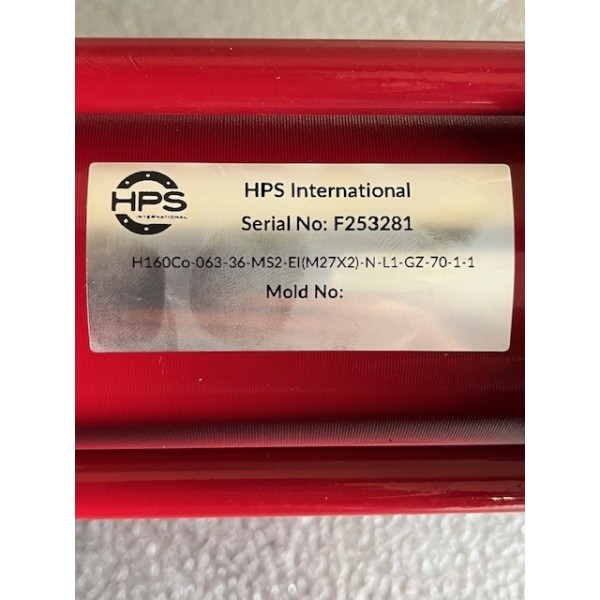 HPS
INTERNATIONAL
HPS International
Serial No: F253281
H160Co-063-36-MS2-EI(M27X2)-N-L1-GZ-70-1-1
Mold No: